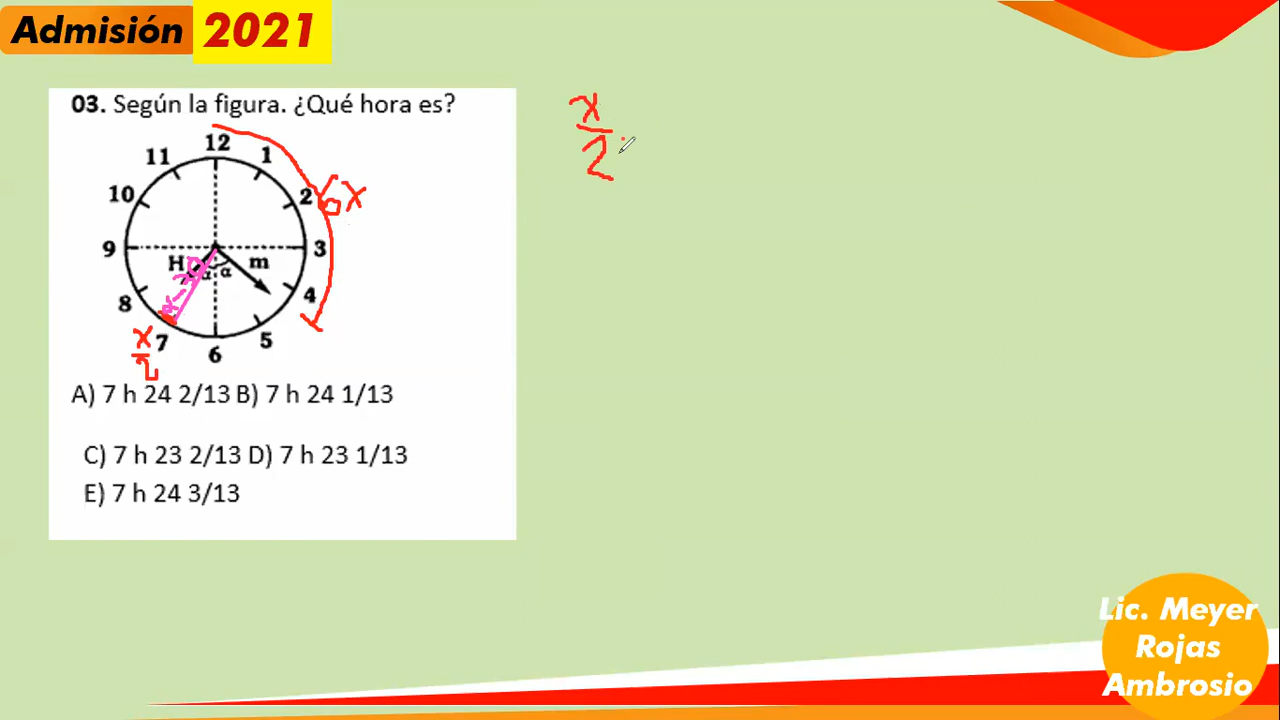 Admisión 2021
03. Según la figura. ¿Qué hora es?
12
11 1
10 2
9 3
H m
α α
8 4
7 5
6
6x
x/2
x/2
A) 7 h 24 2/13 B) 7 h 24 1/13
C) 7 h 23 2/13 D) 7 h 23 1/13
E) 7 h 24 3/13
Lic. Meyer
Rojas
Ambrosio